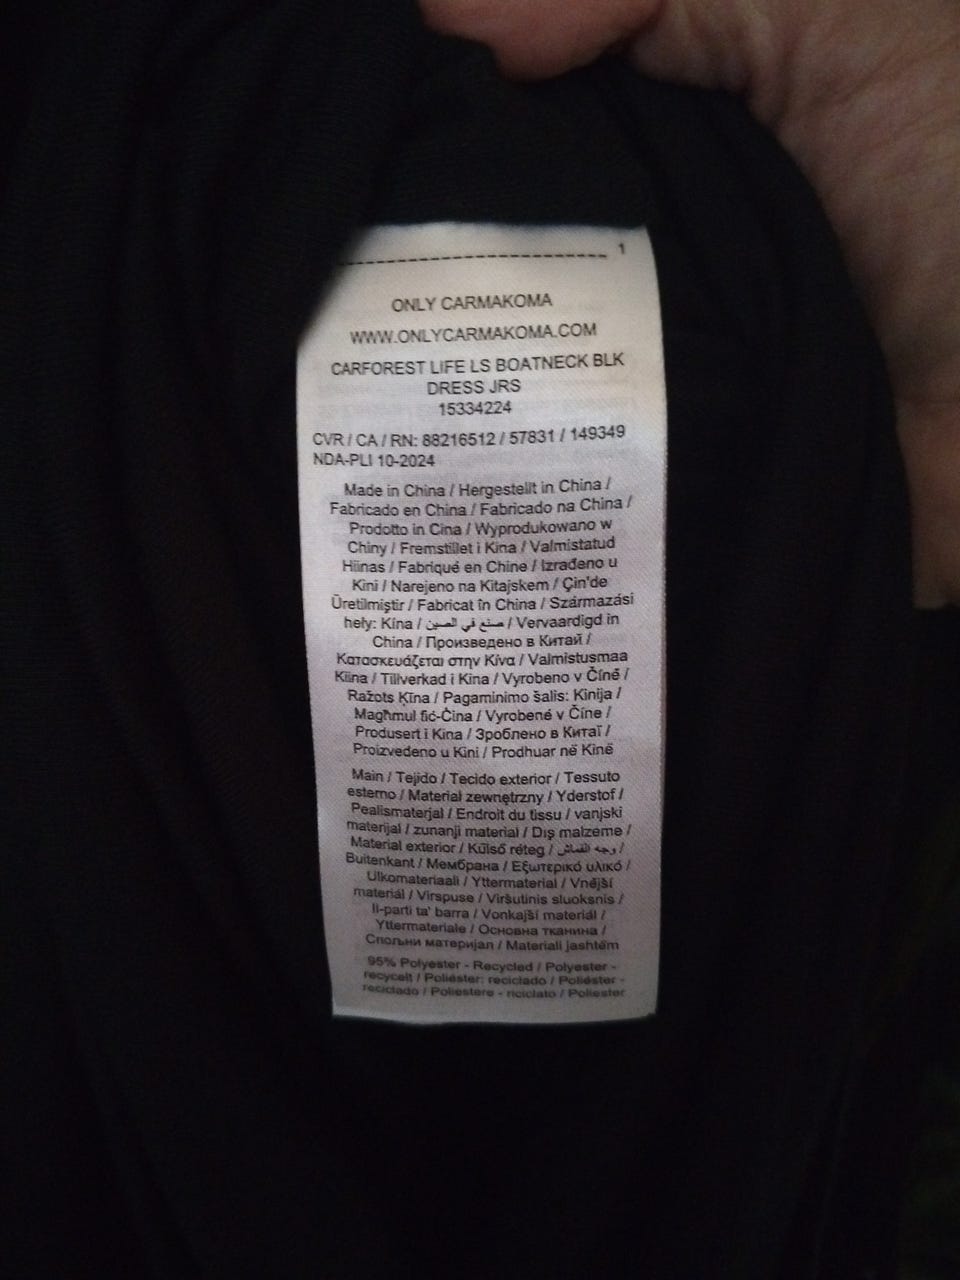 1
ONLY CARMAKOMA
WWW.ONLYCARMAKOMA.COM
CARFOREST LIFE LS BOATNECK BLK
DRESS JRS
15334224
CVR / CA / RN: 88216512 / 57831 / 149349
NDA-PLI 10-2024
Made in China / Hergestellt in China /
Fabricado en China / Fabricado na China /
Prodotto in Cina / Wyprodukowano w
Chiny / Fremstillet i Kina / Valmistatud
Hiinas / Fabriqué en Chine / Izrađeno u
Kini / Narejeno na Kitajskem / Çin'de
Üretilmiştir / Fabricat în China / Származási
hely: Kína / صنع في الصين / Vervaardigd in
China / Произведено в Китай /
Κατασκευάζεται στην Κίνα / Valmistusmaa
Kiina / Tillverkad i Kina / Vyrobeno v Číně /
Ražots Ķīna / Pagaminimo šalis: Kinija /
Magħmul fiċ-Ċina / Vyrobené v Číne /
Produsert i Kina / Зроблено в Китаї /
Proizvedeno u Kini / Prodhuar në Kinë
Main / Tejido / Tecido exterior / Tessuto
esterno / Materiał zewnętrzny / Yderstof /
Pealismaterjal / Endroit du tissu / vanjski
materijal / zunanji material / Dış malzeme /
Material exterior / Külső réteg / وجه القماش /
Buitenkant / Мембрана / Εξωτερικό υλικό /
Ulkomateriaali / Yttermaterial / Vnější
materiál / Virspuse / Viršutinis sluoksnis /
Il-parti ta' barra / Vonkajší materiál /
Yttermateriale / Основна тканина /
Спољни материјал / Materiali jashtëm
95% Polyester - Recycled / Polyester -
recycelt / Poliéster: reciclado / Poliéster -
reciclado / Poliestere - riciclato / Poliester